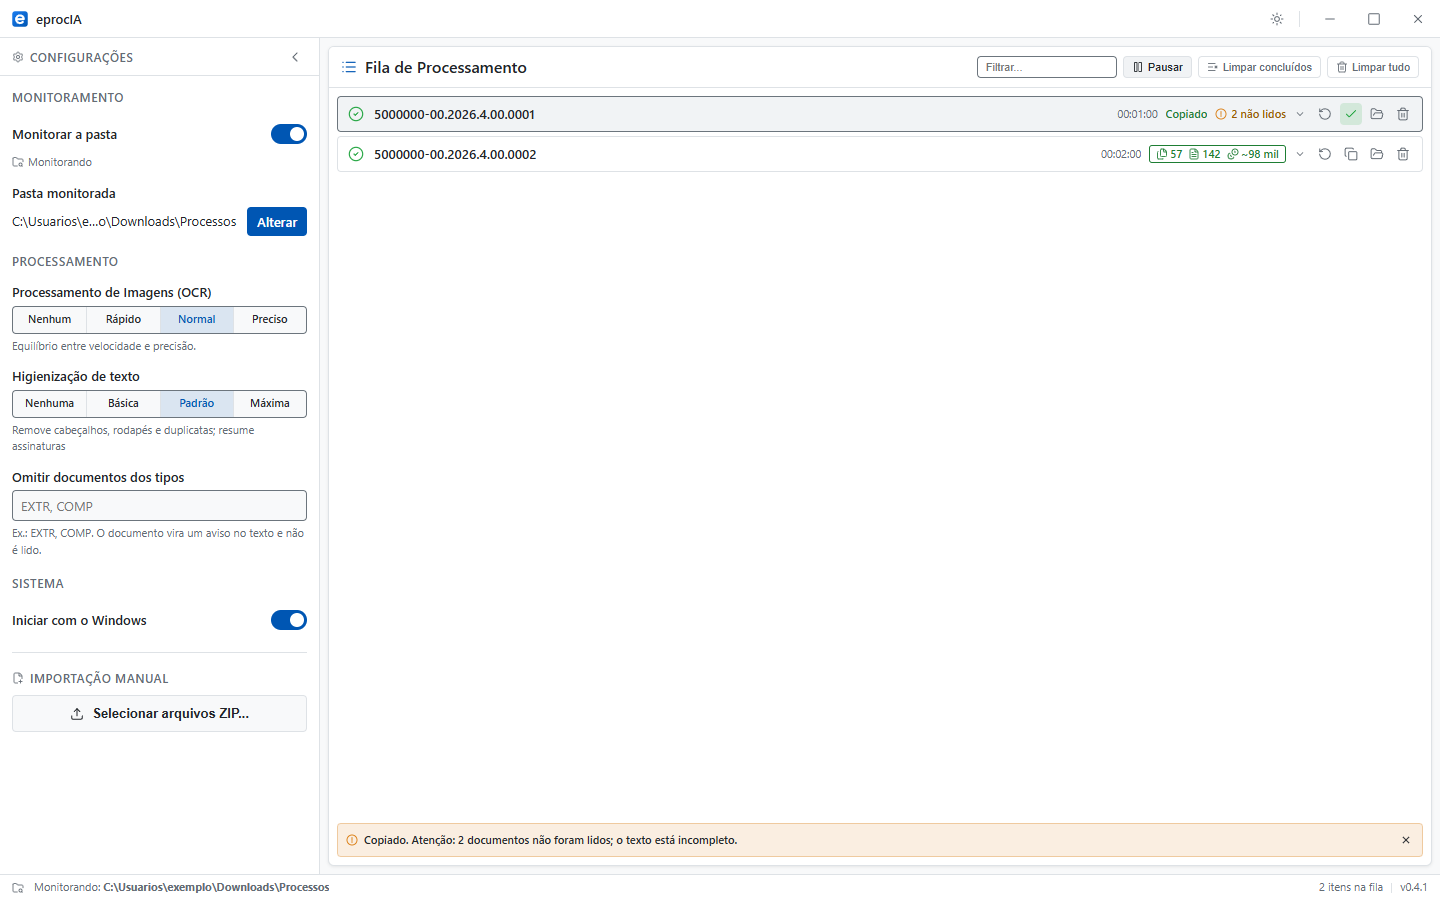 eprocIA
CONFIGURAÇÕES
MONITORAMENTO
Monitorar a pasta
Monitorando
Pasta monitorada
C:\Usuarios\e...o\Downloads\Processos
Alterar
PROCESSAMENTO
Processamento de Imagens (OCR)
Nenhum Rápido Normal Preciso
Equilíbrio entre velocidade e precisão.
Higienização de texto
Nenhuma Básica Padrão Máxima
Remove cabeçalhos, rodapés e duplicatas; resume
assinaturas
Omitir documentos dos tipos
EXTR, COMP
Ex.: EXTR, COMP. O documento vira um aviso no texto e não
é lido.
SISTEMA
Iniciar com o Windows
IMPORTAÇÃO MANUAL
Selecionar arquivos ZIP...
Fila de Processamento
Filtrar... Pausar Limpar concluídos Limpar tudo
5000000-00.2026.4.00.0001 00:01:00 Copiado 2 não lidos
5000000-00.2026.4.00.0002 00:02:00 57 142 ~98 mil
Copiado. Atenção: 2 documentos não foram lidos; o texto está incompleto.
Monitorando: C:\Usuarios\exemplo\Downloads\Processos
2 itens na fila v0.4.1